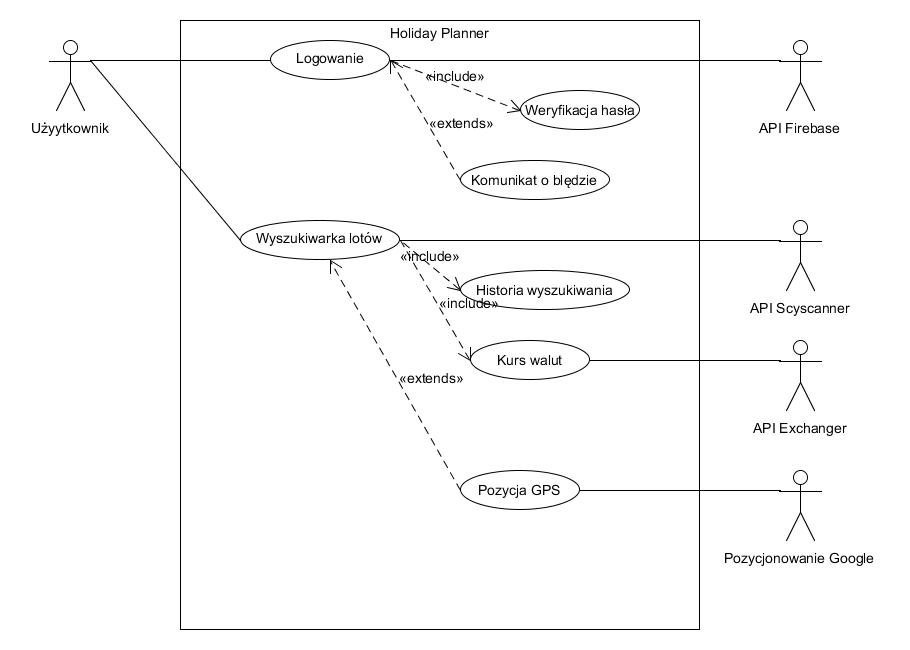 Holiday Planner
Logowanie
«include»
Weryfikacja hasła
«extends»
Użyytkownik
API Firebase
Komunikat o blędzie
Wyszukiwarka lotów
«include»
Historia wyszukiwania
«include»
API Scyscanner
Kurs walut
«extends»
API Exchanger
Pozycja GPS
Pozycjonowanie Google